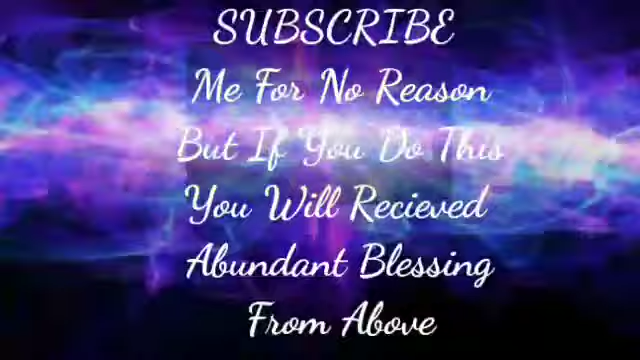 SUBSCRIBE
Me For No Reason
But If You Do This
You Will Recieved
Abundant Blessing
From Above